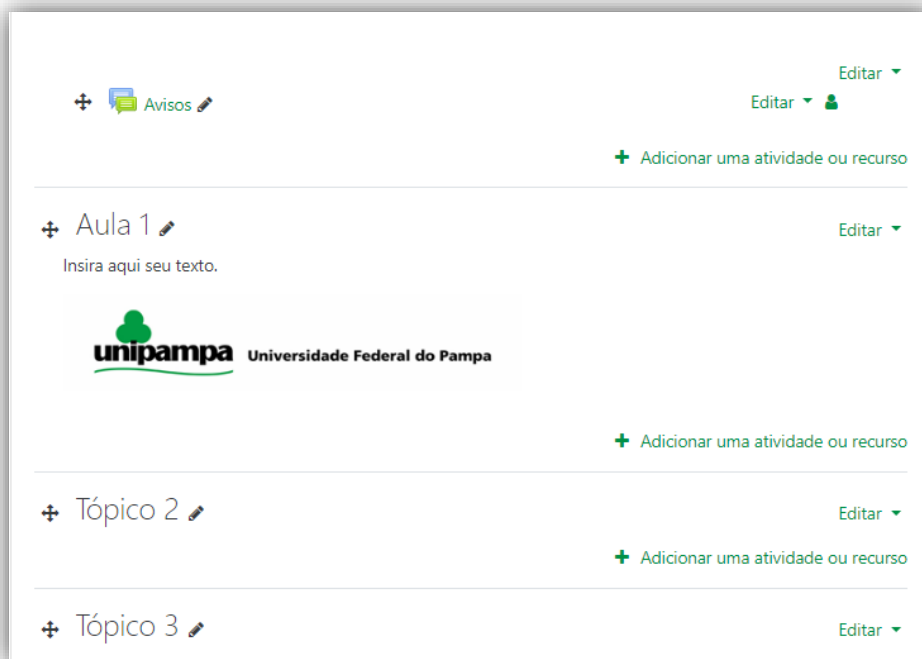 Editar
Avisos Editar
Adicionar uma atividade ou recurso
Aula 1 Editar
Insira aqui seu texto.
unipampa Universidade Federal do Pampa
Adicionar uma atividade ou recurso
Tópico 2 Editar
Adicionar uma atividade ou recurso
Tópico 3 Editar